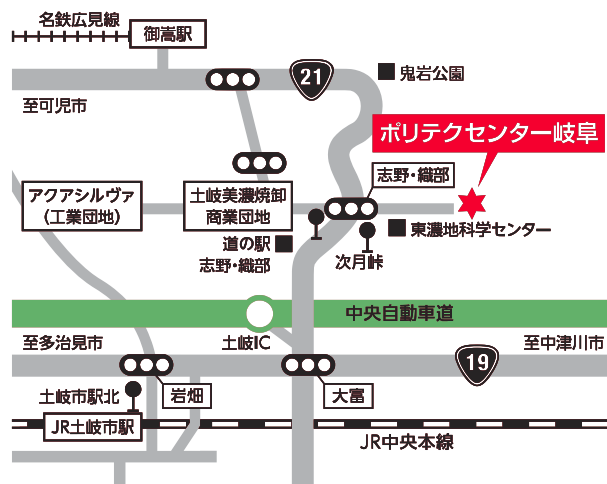 名鉄広見線
御嵩駅
21
鬼岩公園
至可児市
ポリテクセンター岐阜
志野・織部
アクアシルヴァ
(工業団地)
土岐美濃焼卸
商業団地
東濃地科学センター
道の駅
志野・織部
次月峠
中央自動車道
至多治見市
土岐IC
至中津川市
19
土岐市駅北
岩畑
大富
JR土岐市駅
JR中央本線